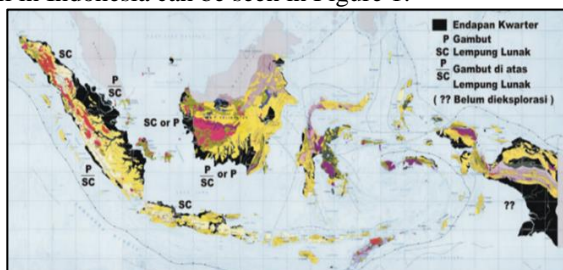 in Indonesia can be seen in Figure 1.
SC
P
SC
SC or P
P
SC
P
SC or P
SC
??
Endapan Kwarter
P Gambut
SC Lempung Lunak
P Gambut di atas
SC Lempung Lunak
( ?? Belum dieksplorasi )